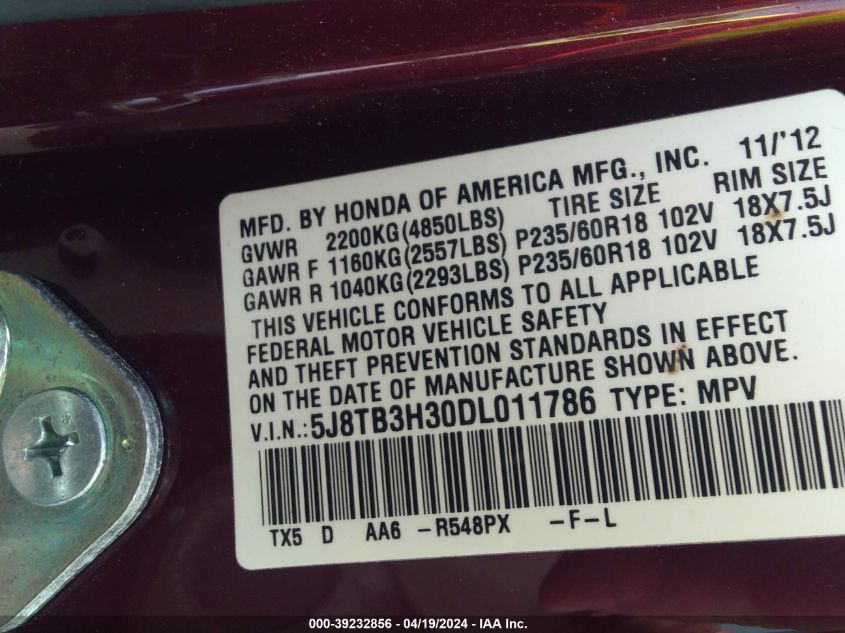 MFD. BY HONDA OF AMERICA MFG., INC. 11/'12
TIRE SIZE RIM SIZE
GVWR 2200KG(4850LBS)
GAWR F 1160KG(2557LBS) P235/60R18 102V 18X7.5J
GAWR R 1040KG(2293LBS) P235/60R18 102V 18X7.5J
THIS VEHICLE CONFORMS TO ALL APPLICABLE
FEDERAL MOTOR VEHICLE SAFETY
AND THEFT PREVENTION STANDARDS IN EFFECT
ON THE DATE OF MANUFACTURE SHOWN ABOVE.
V.I.N.:5J8TB3H30DL011786 TYPE: MPV
TX5 D AA6 -R548PX -F-L
000-39232856 - 04/19/2024 - IAA Inc.